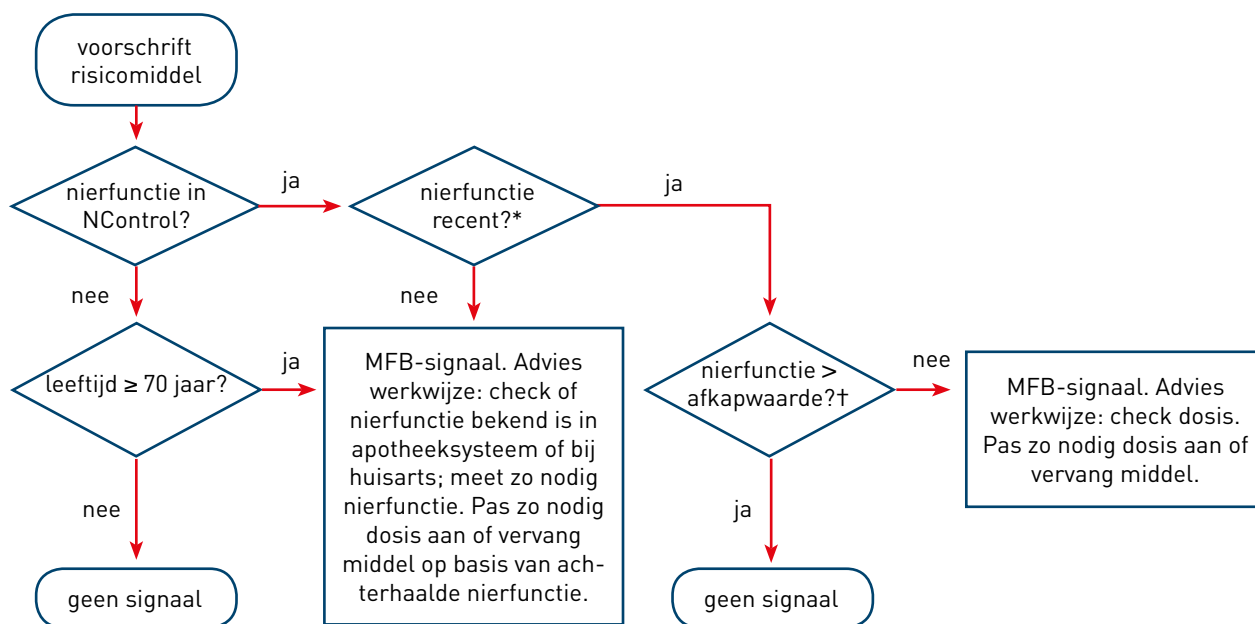 voorschrift
risicomiddel
nierfunctie in
NControl?
ja
nierfunctie
recent?*
ja
nee
nee
leeftijd ≥ 70 jaar?
ja
MFB-signaal. Advies
werkwijze: check of
nierfunctie bekend is in
apotheeksysteem of bij
huisarts; meet zo nodig
nierfunctie. Pas zo nodig
dosis aan of vervang
middel op basis van ach-
terhaalde nierfunctie.
nierfunctie >
afkapwaarde?†
nee
MFB-signaal. Advies
werkwijze: check dosis.
Pas zo nodig dosis aan of
vervang middel.
nee
ja
geen signaal
geen signaal